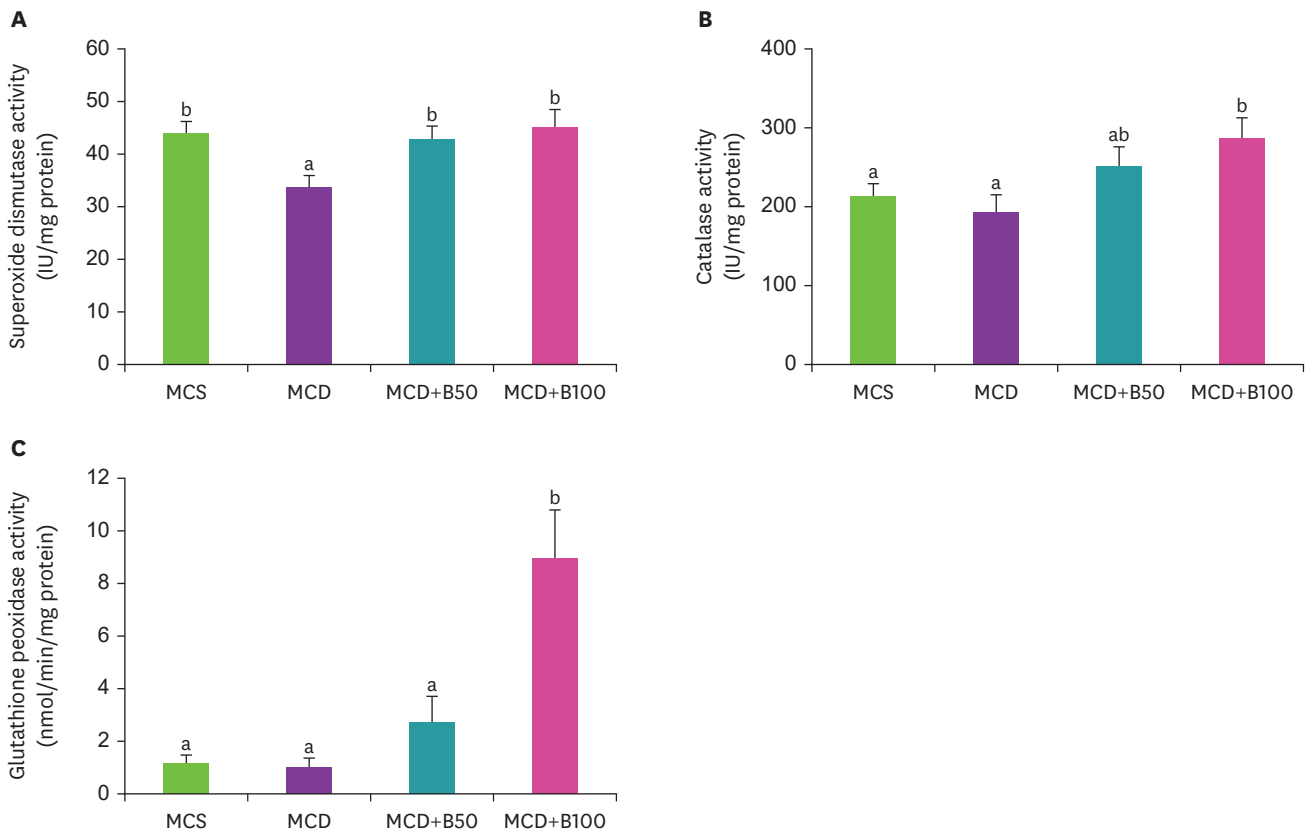 A
Superoxide dismutase activity
(IU/mg protein)
60
50
40
30
20
10
0
b
a
b
b
MCS MCD MCD+B50 MCD+B100
B
Catalase activity
(IU/mg protein)
400
300
200
100
0
a
a
ab
b
MCS MCD MCD+B50 MCD+B100
C
Glutathione peoxidase activity
(nmol/min/mg protein)
12
10
8
6
4
2
0
a
a
a
b
MCS MCD MCD+B50 MCD+B100